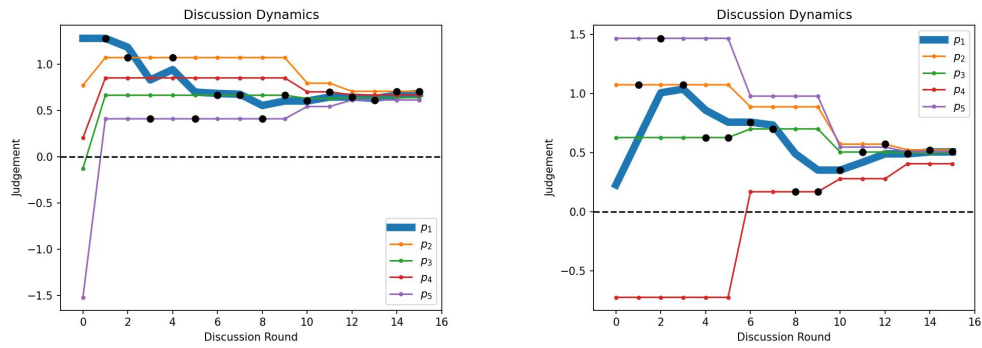 Discussion Dynamics
Judgement
1.0
0.5
0.0
−0.5
−1.0
−1.5
0 2 4 6 8 10 12 14 16
Discussion Round
p1
p2
p3
p4
p5
Discussion Dynamics
Judgement
1.5
1.0
0.5
0.0
−0.5
0 2 4 6 8 10 12 14 16
Discussion Round
p1
p2
p3
p4
p5